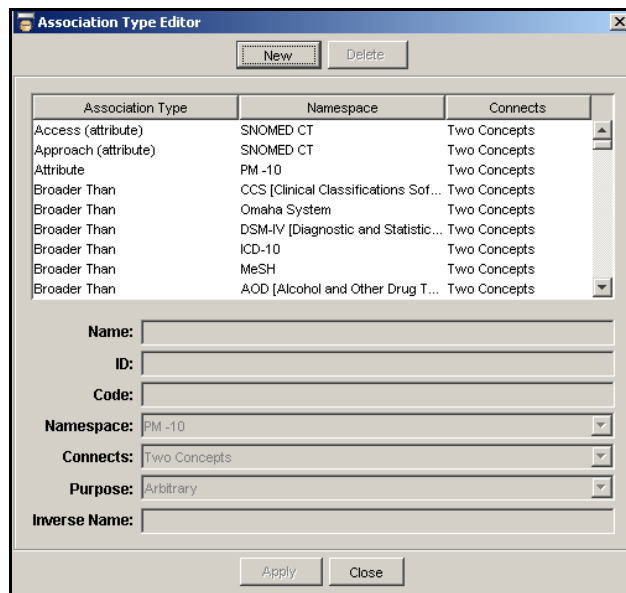 Association Type Editor
New Delete
Association Type Namespace Connects
Access (attribute) SNOMED CT Two Concepts
Approach (attribute) SNOMED CT Two Concepts
Attribute PM -10 Two Concepts
Broader Than CCS [Clinical Classifications Sof... Two Concepts
Broader Than Omaha System Two Concepts
Broader Than DSM-IV [Diagnostic and Statistic... Two Concepts
Broader Than ICD-10 Two Concepts
Broader Than MeSH Two Concepts
Broader Than AOD [Alcohol and Other Drug T... Two Concepts
Name:
ID:
Code:
Namespace: PM -10
Connects: Two Concepts
Purpose: Arbitrary
Inverse Name:
Apply Close